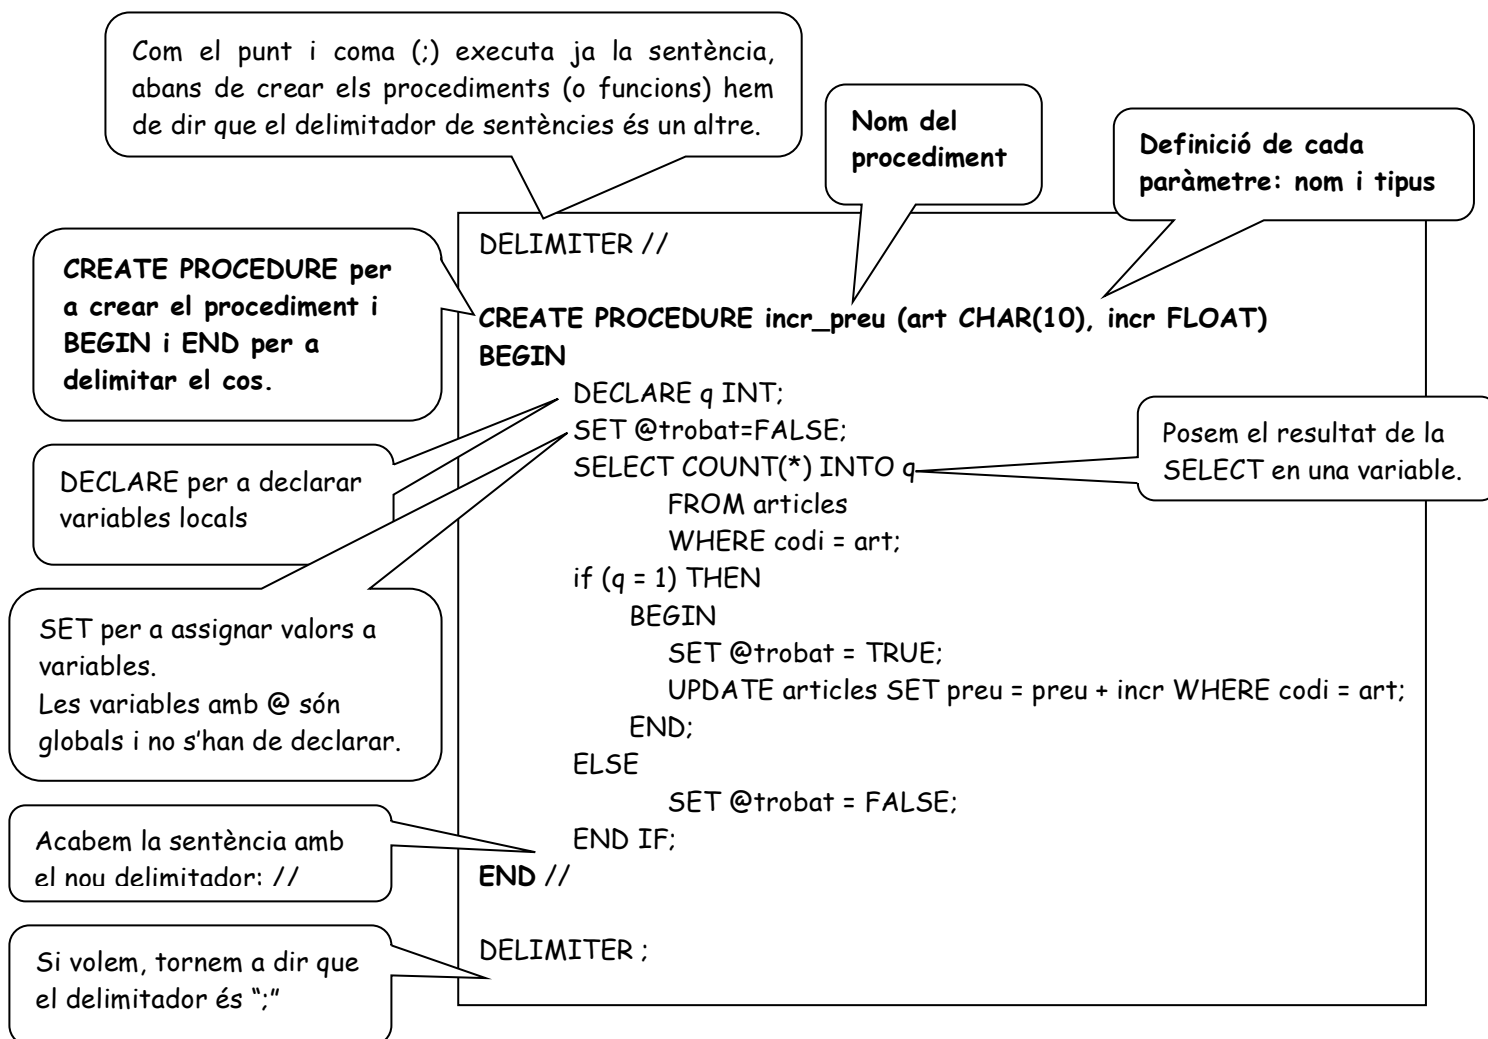 Com el punt i coma (;) executa ja la sentència,
abans de crear els procediments (o funcions) hem
de dir que el delimitador de sentències és un altre.
Nom del
procediment
Definició de cada
paràmetre: nom i tipus
CREATE PROCEDURE per
a crear el procediment i
BEGIN i END per a
delimitar el cos.
DECLARE per a declarar
variables locals
SET per a assignar valors a
variables.
Les variables amb @ són
globals i no s'han de declarar.
Acabem la sentència amb
el nou delimitador: //
Si volem, tornem a dir que
el delimitador és “;”
DELIMITER //
CREATE PROCEDURE incr_preu (art CHAR(10), incr FLOAT)
BEGIN
DECLARE q INT;
SET @trobat=FALSE;
SELECT COUNT(*) INTO q
FROM articles
WHERE codi = art;
if (q = 1) THEN
BEGIN
SET @trobat = TRUE;
UPDATE articles SET preu = preu + incr WHERE codi = art;
END;
ELSE
SET @trobat = FALSE;
END IF;
END //
DELIMITER ;
Posem el resultat de la
SELECT en una variable.